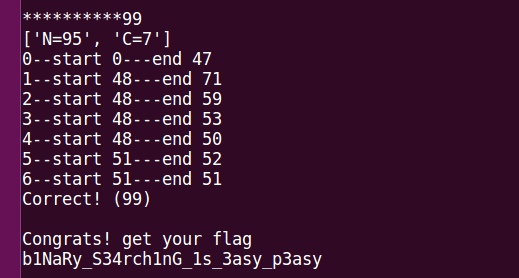 **********99
['N=95', 'C=7']
0--start 0---end 47
1--start 48---end 71
2--start 48---end 59
3--start 48---end 53
4--start 48---end 50
5--start 51---end 52
6--start 51---end 51
Correct! (99)
Congrats! get your flag
b1NaRy_S34rch1nG_1s_3asy_p3asy